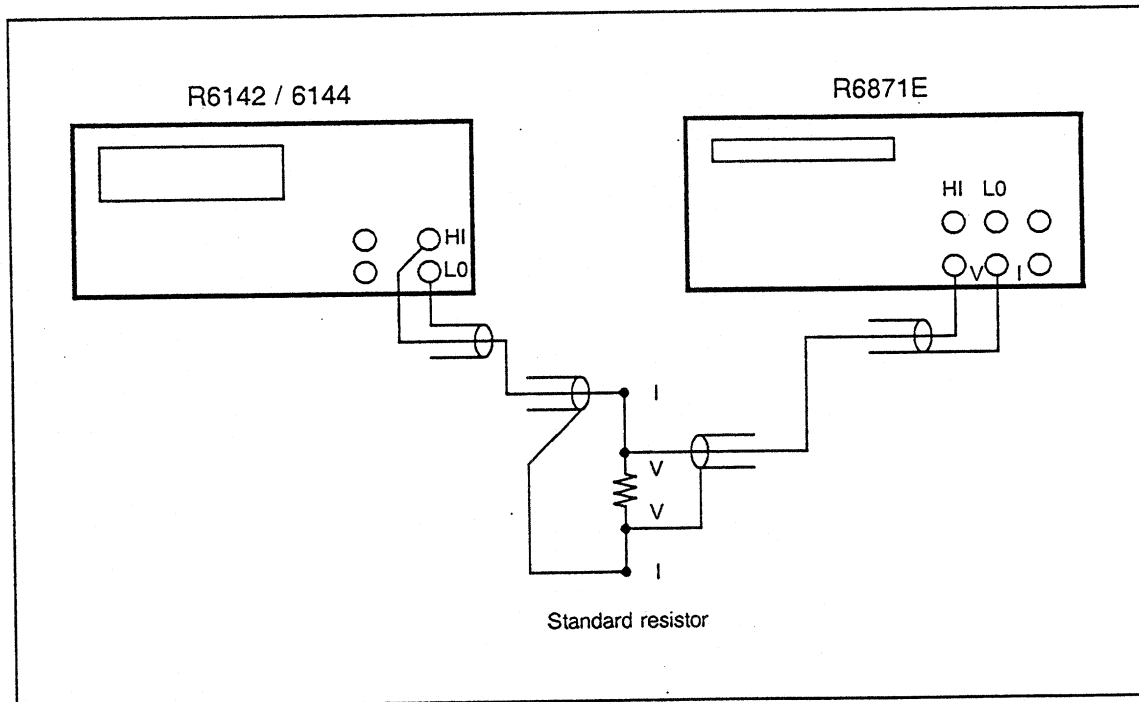 R6142 / 6144
R6871E
HI L0
HI
L0
V I
I
V
V
I
Standard resistor